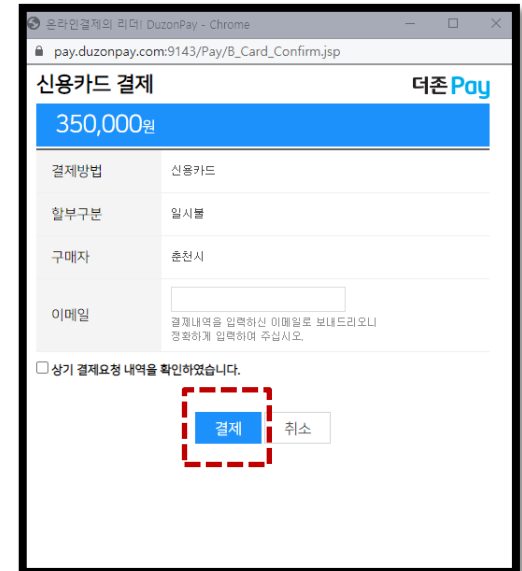 온라인결제의 리더! DuzonPay - Chrome
pay.duzonpay.com:9143/Pay/B_Card_Confirm.jsp
신용카드 결제
더존 Pay
350,000원
결제방법 신용카드
할부구분 일시불
구매자 춘천시
이메일
결제내역을 입력하신 이메일로 보내드리오니
정확하게 입력하여 주십시오.
상기 결제요청 내역을 확인하였습니다.
결제 취소